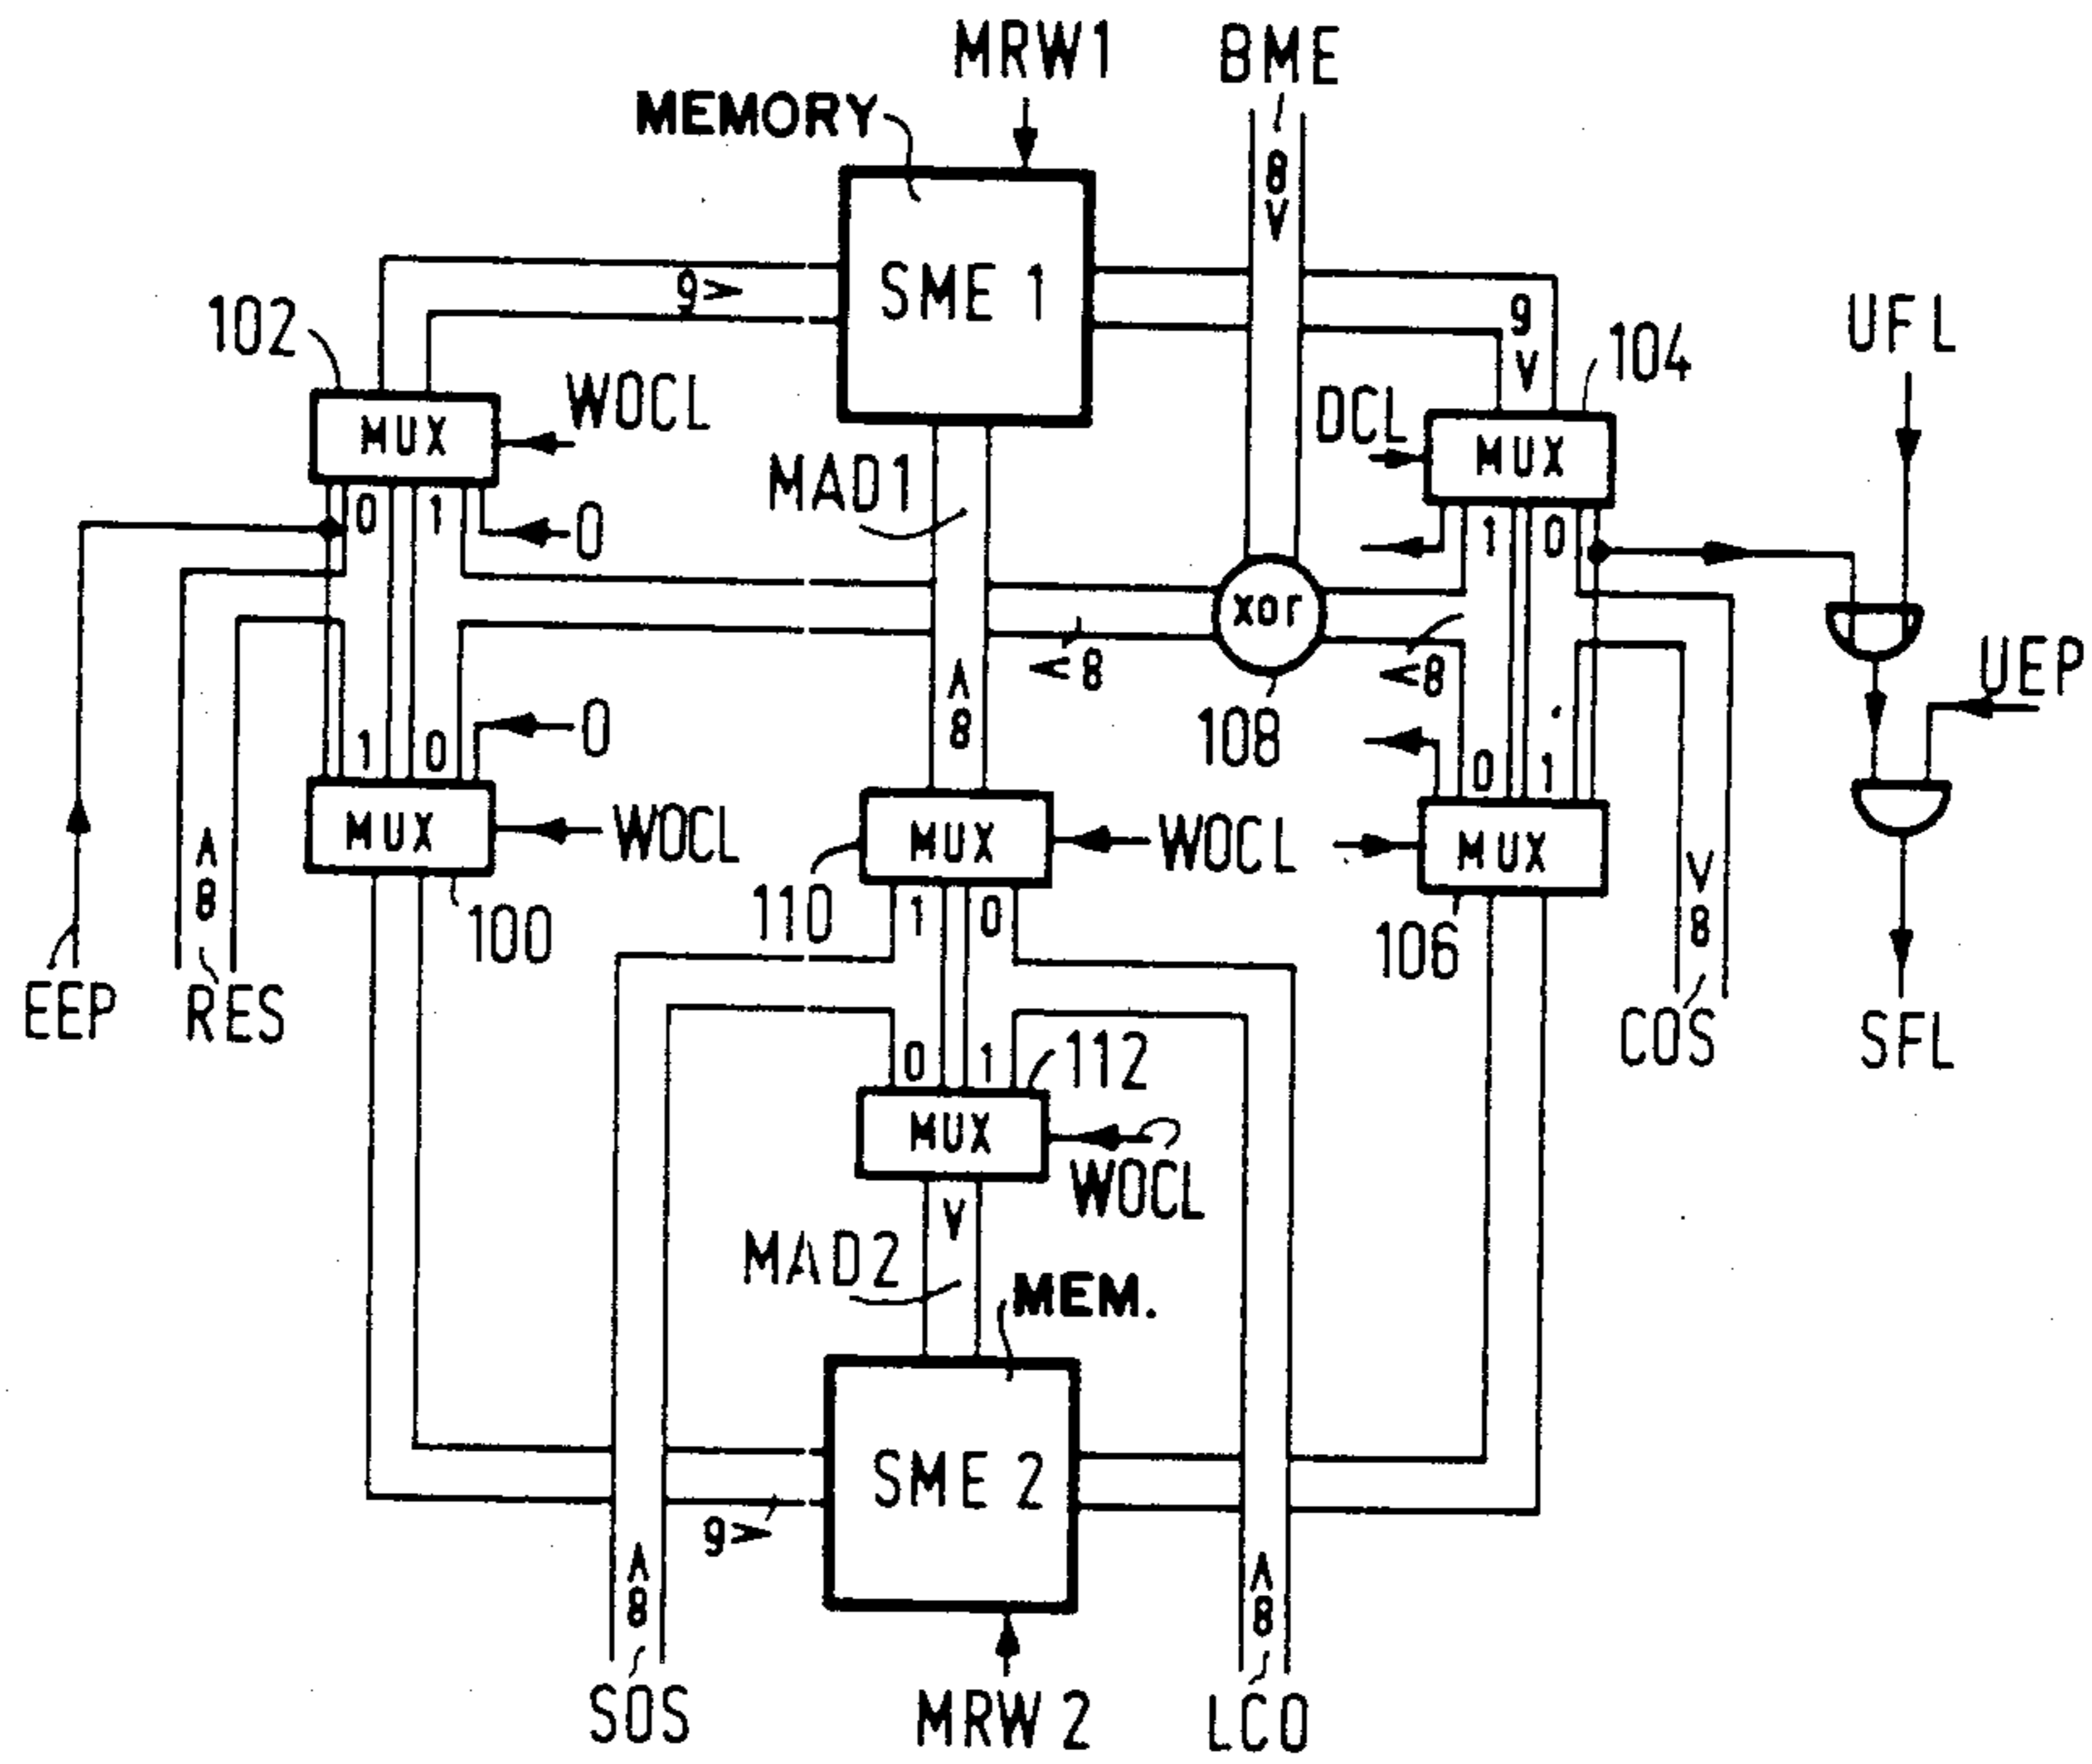 MRW1
BME
MEMORY
8
V
SME 1
9>
9
V
102
104
UFL
WOCL
DCL
MUX
MUX
MAD1
0
1
0
1
0
xor
<8
<8
UEP
Λ
8
108
0
1
0
0
1
MUX
WOCL
MUX
WOCL
MUX
Λ
8
V
8
100
110
1
0
106
EEP
RES
COS
SFL
0
1
112
MUX
WOCL
V
MAD2
MEM.
SME 2
9>
Λ
8
Λ
8
SOS
MRW 2
LCO